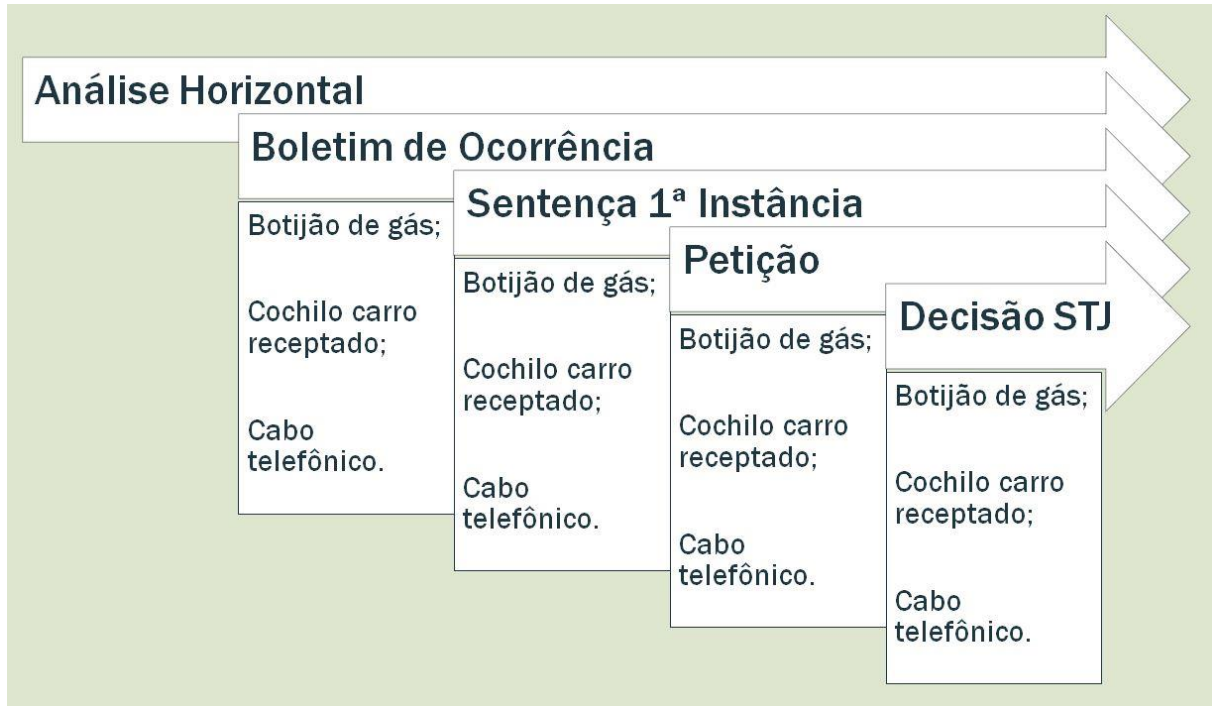 Análise Horizontal
Boletim de Ocorrência
Botijão de gás;
Cochilo carro
receptado;
Cabo
telefônico.
Sentença 1ª Instância
Botijão de gás;
Cochilo carro
receptado;
Cabo
telefônico.
Petição
Botijão de gás;
Cochilo carro
receptado;
Cabo
telefônico.
Decisão STJ
Botijão de gás;
Cochilo carro
receptado;
Cabo
telefônico.